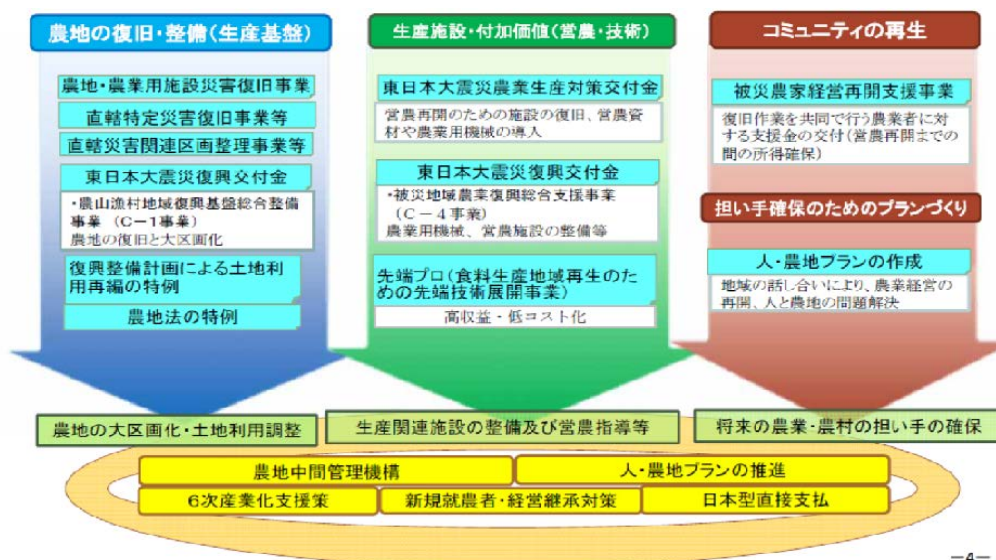 農地の復旧・整備(生産基盤)
農地・農業用施設災害復旧事業
直轄特定災害復旧事業等
直轄災害関連区画整理事業等
東日本大震災復興交付金
・農山漁村地域復興基盤総合整備
事業 (C-1事業)
農地の復旧と大区画化
復興整備計画による土地利
用再編の特例
農地法の特例
生産施設・付加価値(営農・技術)
東日本大震災農業生産対策交付金
営農再開のための施設の復旧、営農資
材や農業用機械の導入
東日本大震災復興交付金
・被災地域農業復興総合支援事業
(C-4事業)
農業用機械、営農施設の整備等
先端プロ(食料生産地域再生のた
めの先端技術展開事業)
高収益・低コスト化
コミュニティの再生
被災農家経営再開支援事業
復旧作業を共同で行う農業者に対
する支援金の交付(営農再開までの
間の所得確保)
担い手確保のためのプランづくり
人・農地プランの作成
地域の話し合いにより、農業経営の
再開、人と農地の問題解決
農地の大区画化・土地利用調整
生産関連施設の整備及び営農指導等
将来の農業・農村の担い手の確保
農地中間管理機構
人・農地プランの推進
6次産業化支援策
新規就農者・経営継承対策
日本型直接支払
-4-